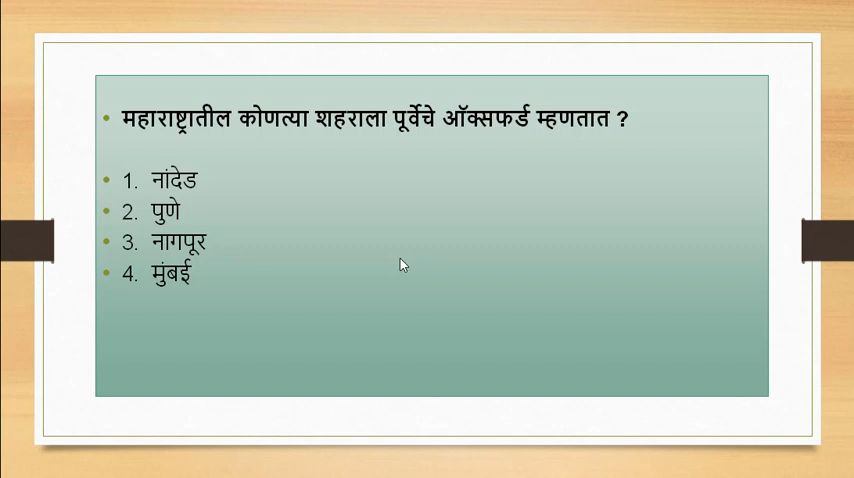 महाराष्ट्रातील कोणत्या शहराला पूर्वेचे ऑक्सफर्ड म्हणतात ?
1. नांदेड
2. पुणे
3. नागपूर
4. मुंबई